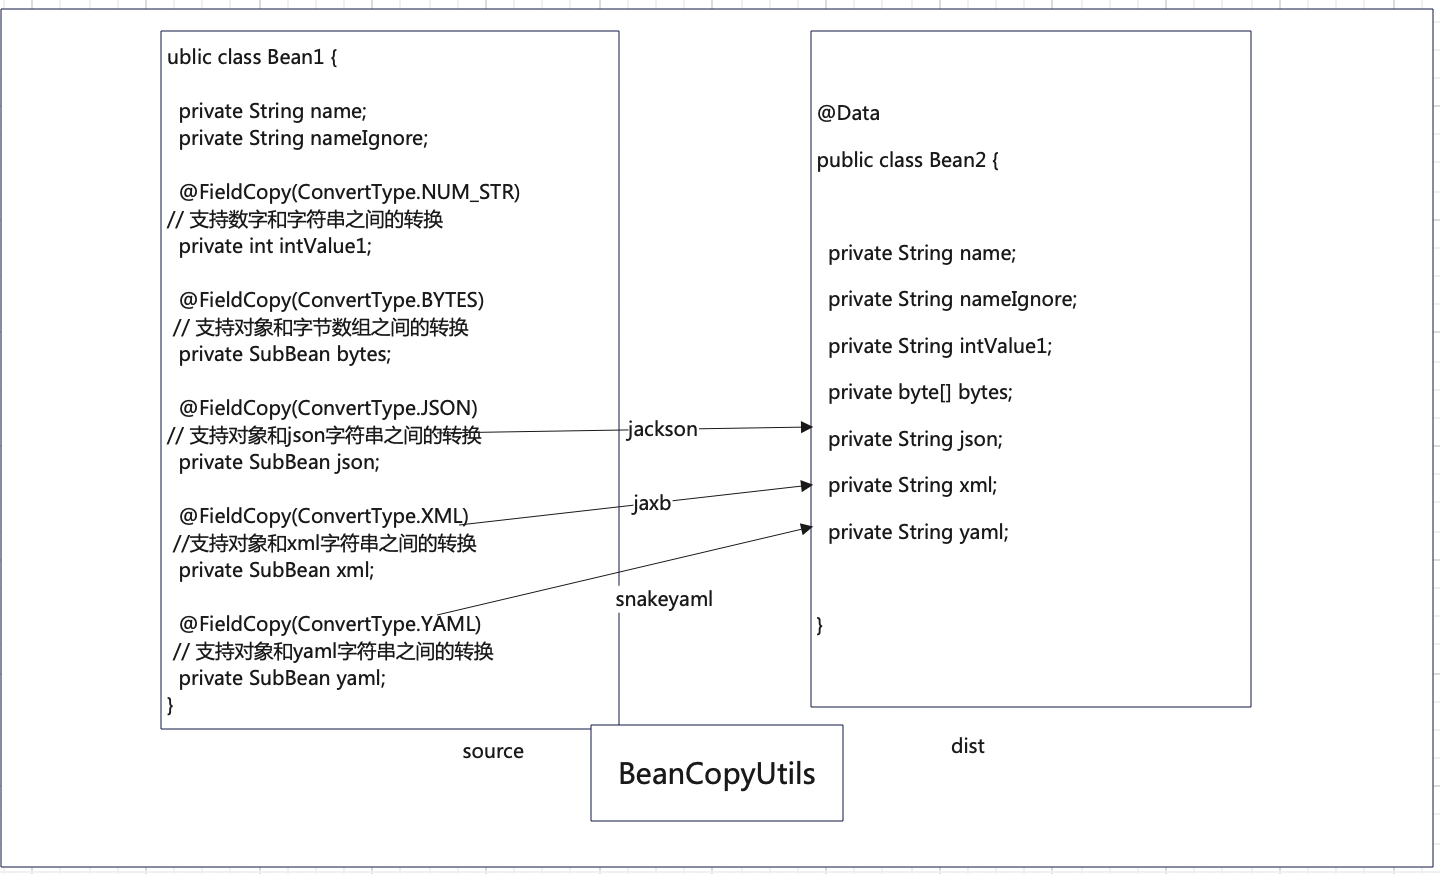 ublic class Bean1 {
private String name;
private String nameIgnore;
@FieldCopy(ConvertType.NUM_STR)
// 支持数字和字符串之间的转换
private int intValue1;
@FieldCopy(ConvertType.BYTES)
// 支持对象和字节数组之间的转换
private SubBean bytes;
@FieldCopy(ConvertType.JSON)
// 支持对象和json字符串之间的转换
private SubBean json;
@FieldCopy(ConvertType.XML)
//支持对象和xml字符串之间的转换
private SubBean xml;
@FieldCopy(ConvertType.YAML)
// 支持对象和yaml字符串之间的转换
private SubBean yaml;
}
source
jackson
jaxb
snakeyaml
@Data
public class Bean2 {
private String name;
private String nameIgnore;
private String intValue1;
private byte[] bytes;
private String json;
private String xml;
private String yaml;
}
dist
BeanCopyUtils